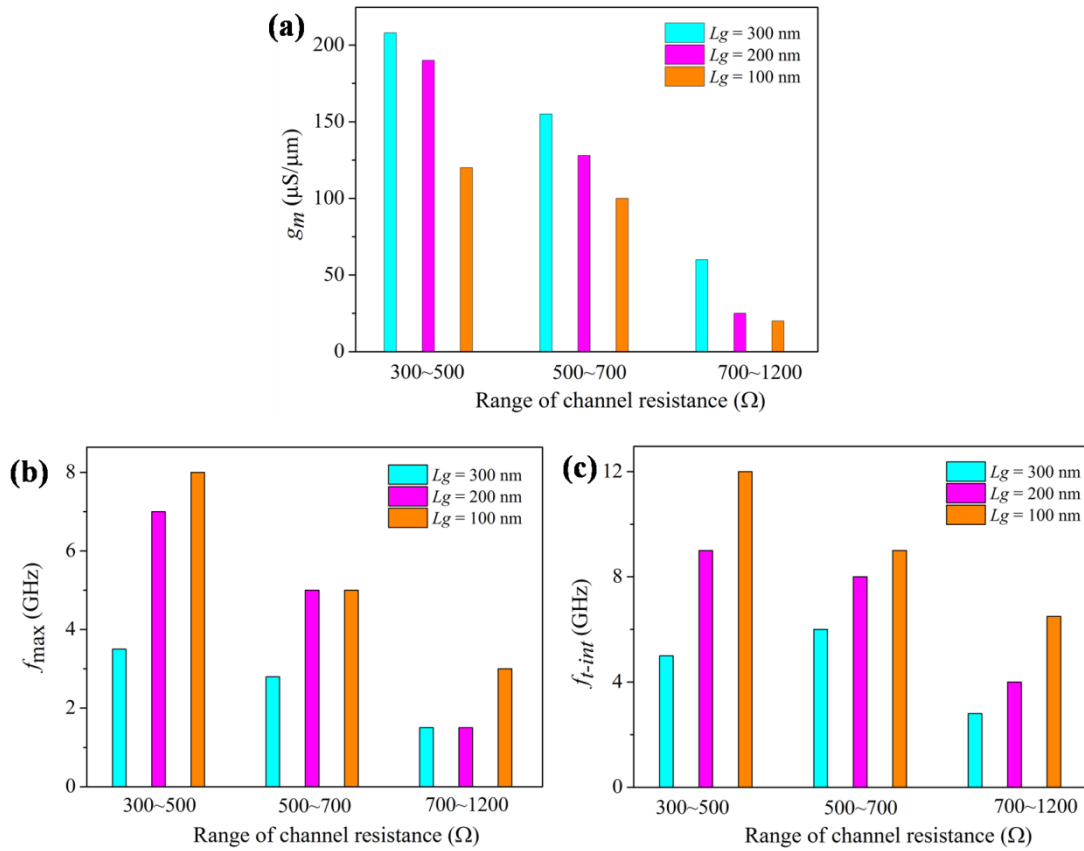 (a)
Lg = 300 nm
Lg = 200 nm
Lg = 100 nm
200
150
100
50
0
gm (μS/μm)
300~500 500~700 700~1200
Range of channel resistance (Ω)
(b)
Lg = 300 nm
Lg = 200 nm
Lg = 100 nm
8
6
4
2
0
fmax (GHz)
300~500 500~700 700~1200
Range of channel resistance (Ω)
(c)
Lg = 300 nm
Lg = 200 nm
Lg = 100 nm
12
8
4
0
ft-int (GHz)
300~500 500~700 700~1200
Range of channel resistance (Ω)